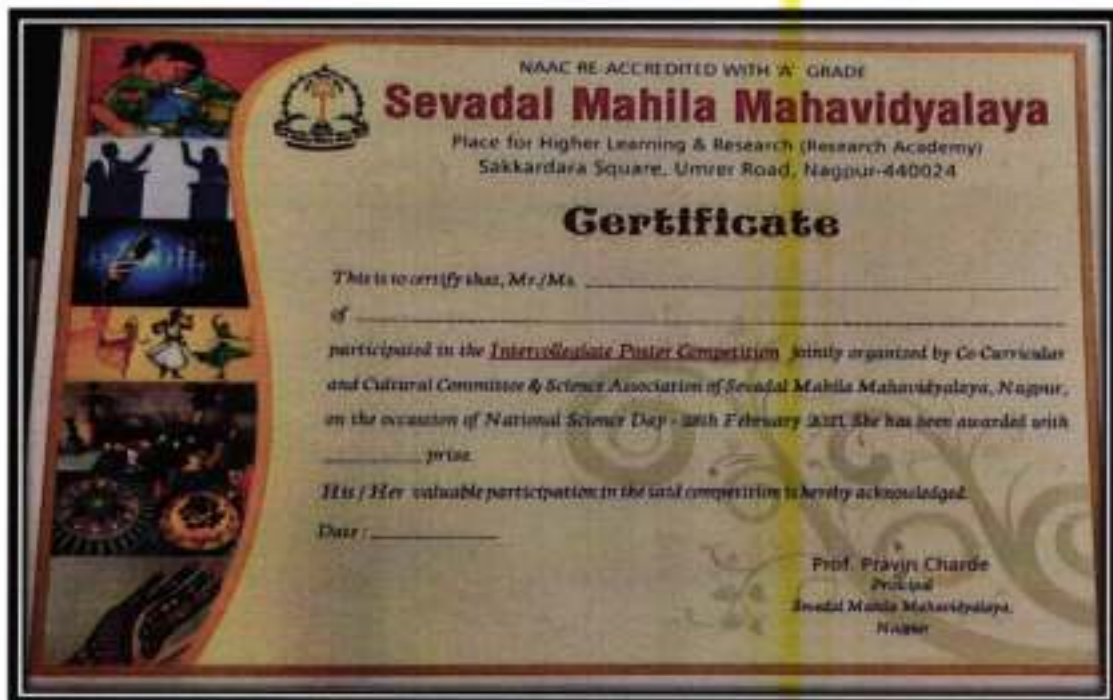 NAAC RE-ACCREDITED WITH 'A' GRADE
Sevadal Mahila Mahavidyalaya
Place for Higher Learning & Research (Research Academy)
Sakkardara Square, Umrer Road, Nagpur-440024
Certificate
This is to certify that, Mr./Ms.
of
participated in the Intercollegiate Poster Competition jointly organized by Co-Curricular
and Cultural Committee & Science Association of Sevadal Mahila Mahavidyalaya, Nagpur,
on the occassion of National Science Day - 28th February She has been awarded with
prize.
His / Her valuable participation in the said competition is hereby acknowledged.
Date :
Prof. Pravin Charde
Principal
Sevadal Mahila Mahavidyalaya,
Nagpur